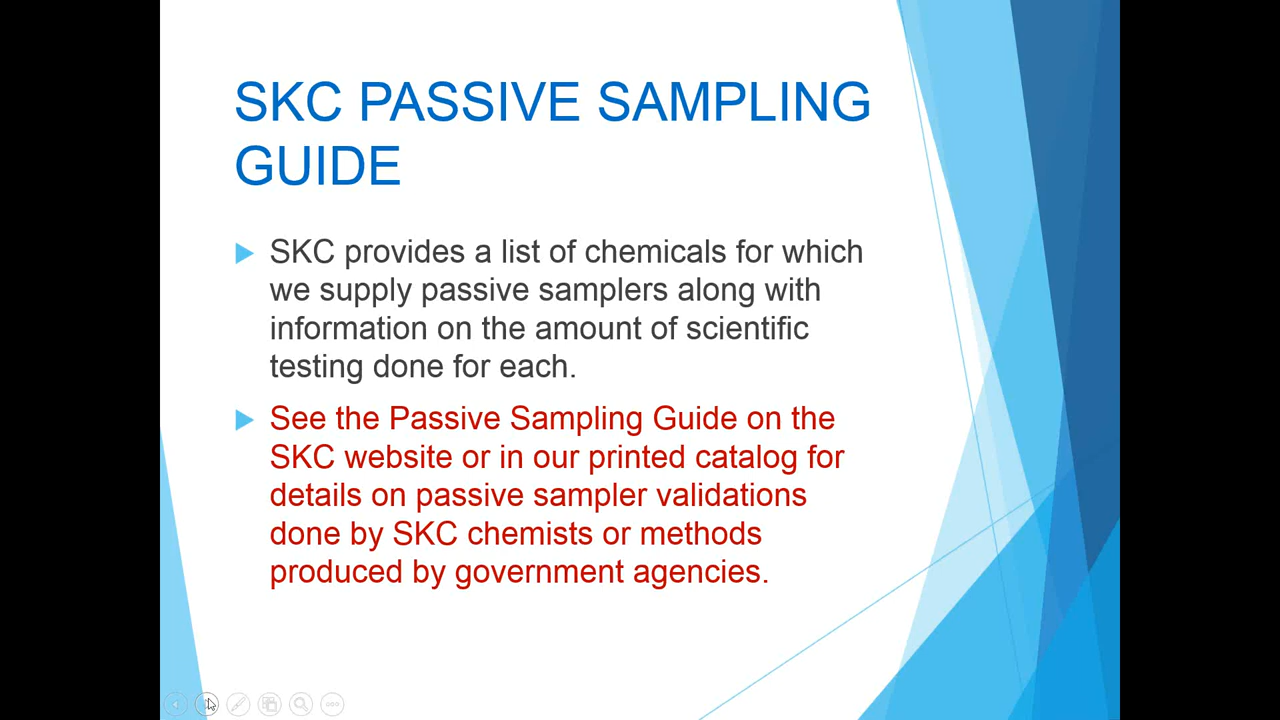 SKC PASSIVE SAMPLING
GUIDE
SKC provides a list of chemicals for which
we supply passive samplers along with
information on the amount of scientific
testing done for each.
See the Passive Sampling Guide on the
SKC website or in our printed catalog for
details on passive sampler validations
done by SKC chemists or methods
produced by government agencies.